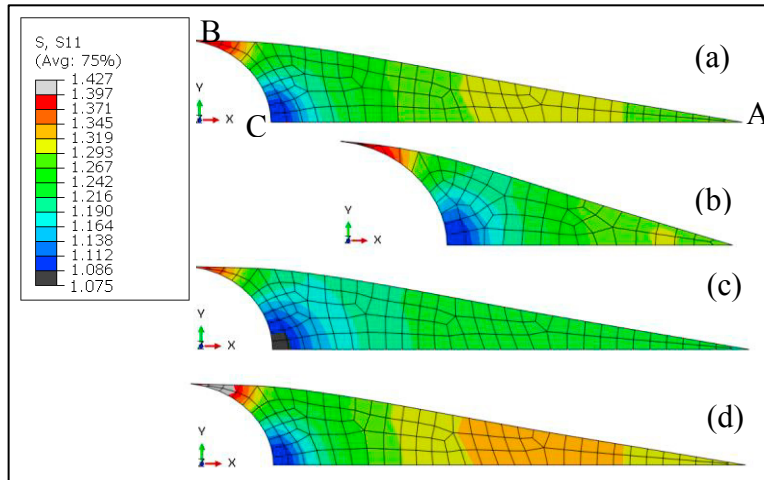 S, S11
(Avg: 75%)
1.427
1.397
1.371
1.345
1.319
1.293
1.267
1.242
1.216
1.190
1.164
1.138
1.112
1.086
1.075
B
(a)
Y
Z X
C
A
(b)
Y
Z X
(c)
Y
Z X
(d)
Y
Z X